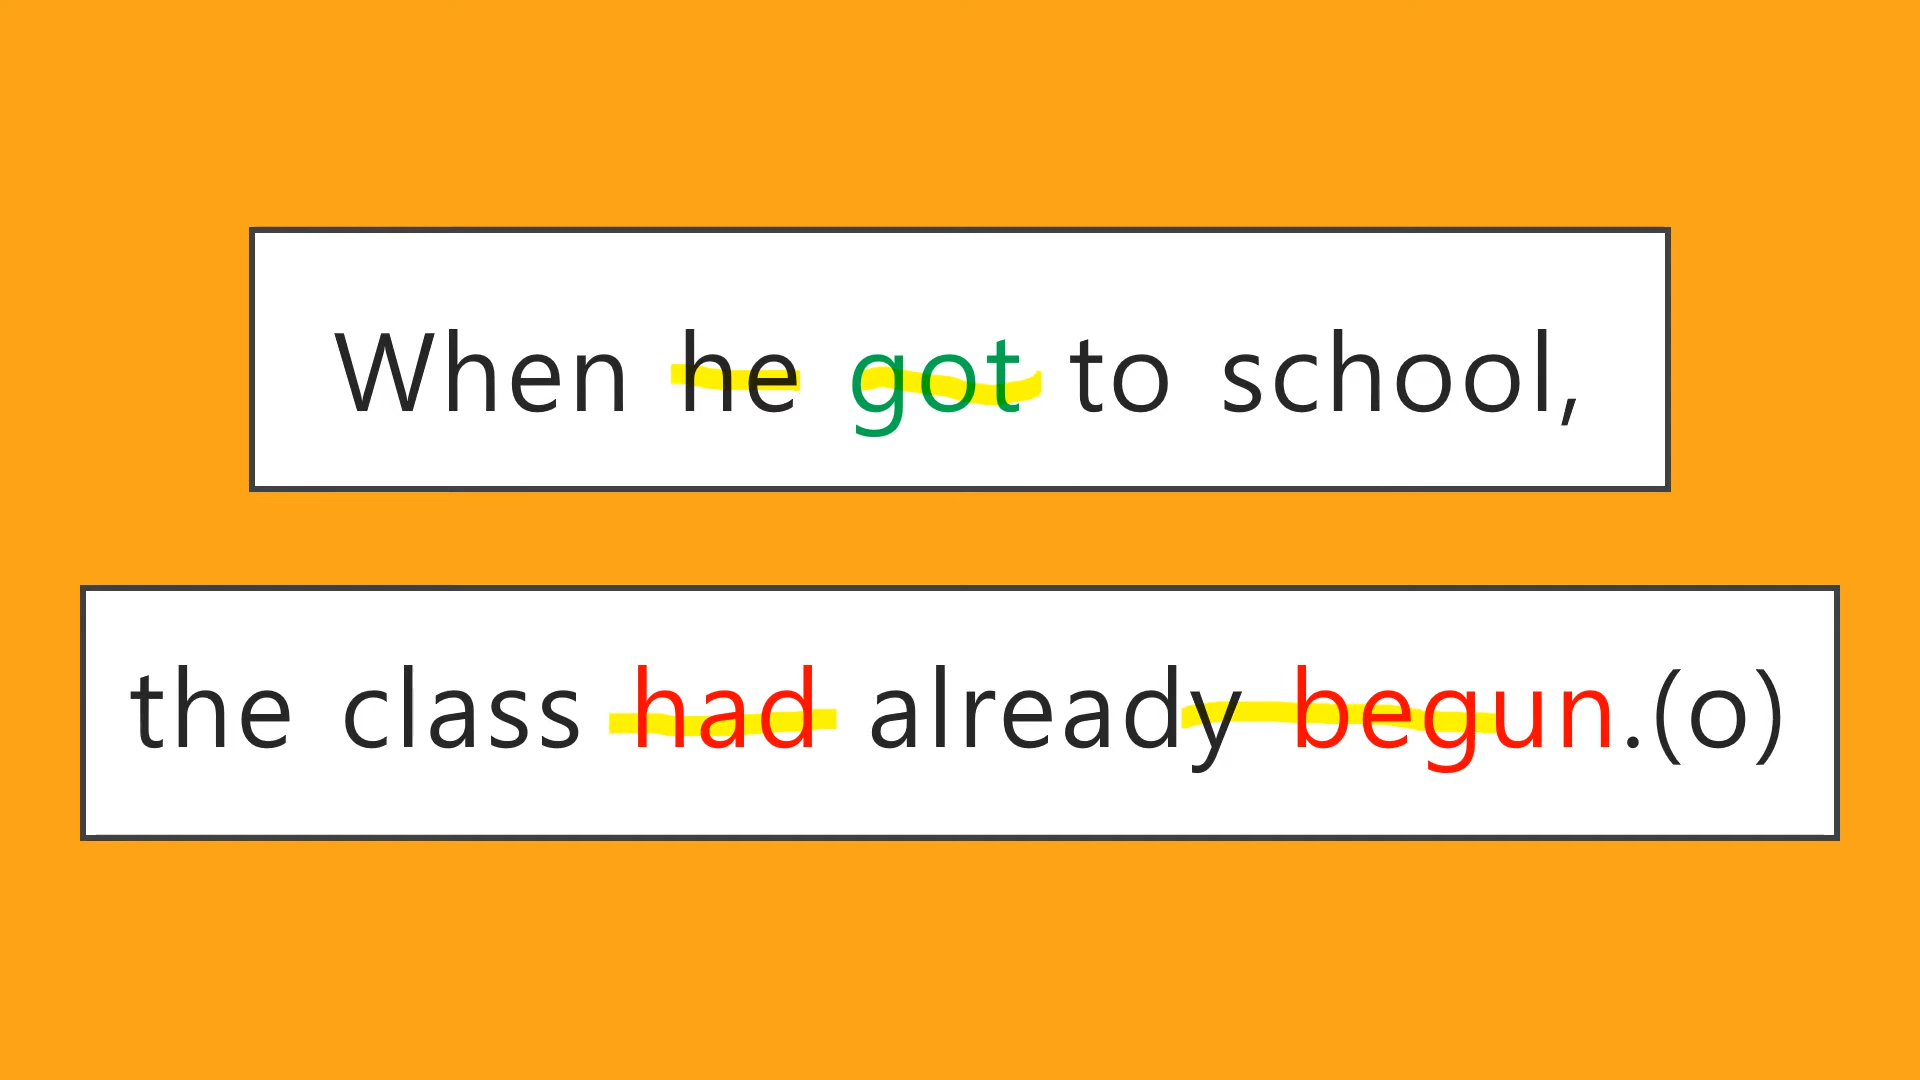 When he got to school,
the class had already begun.(o)